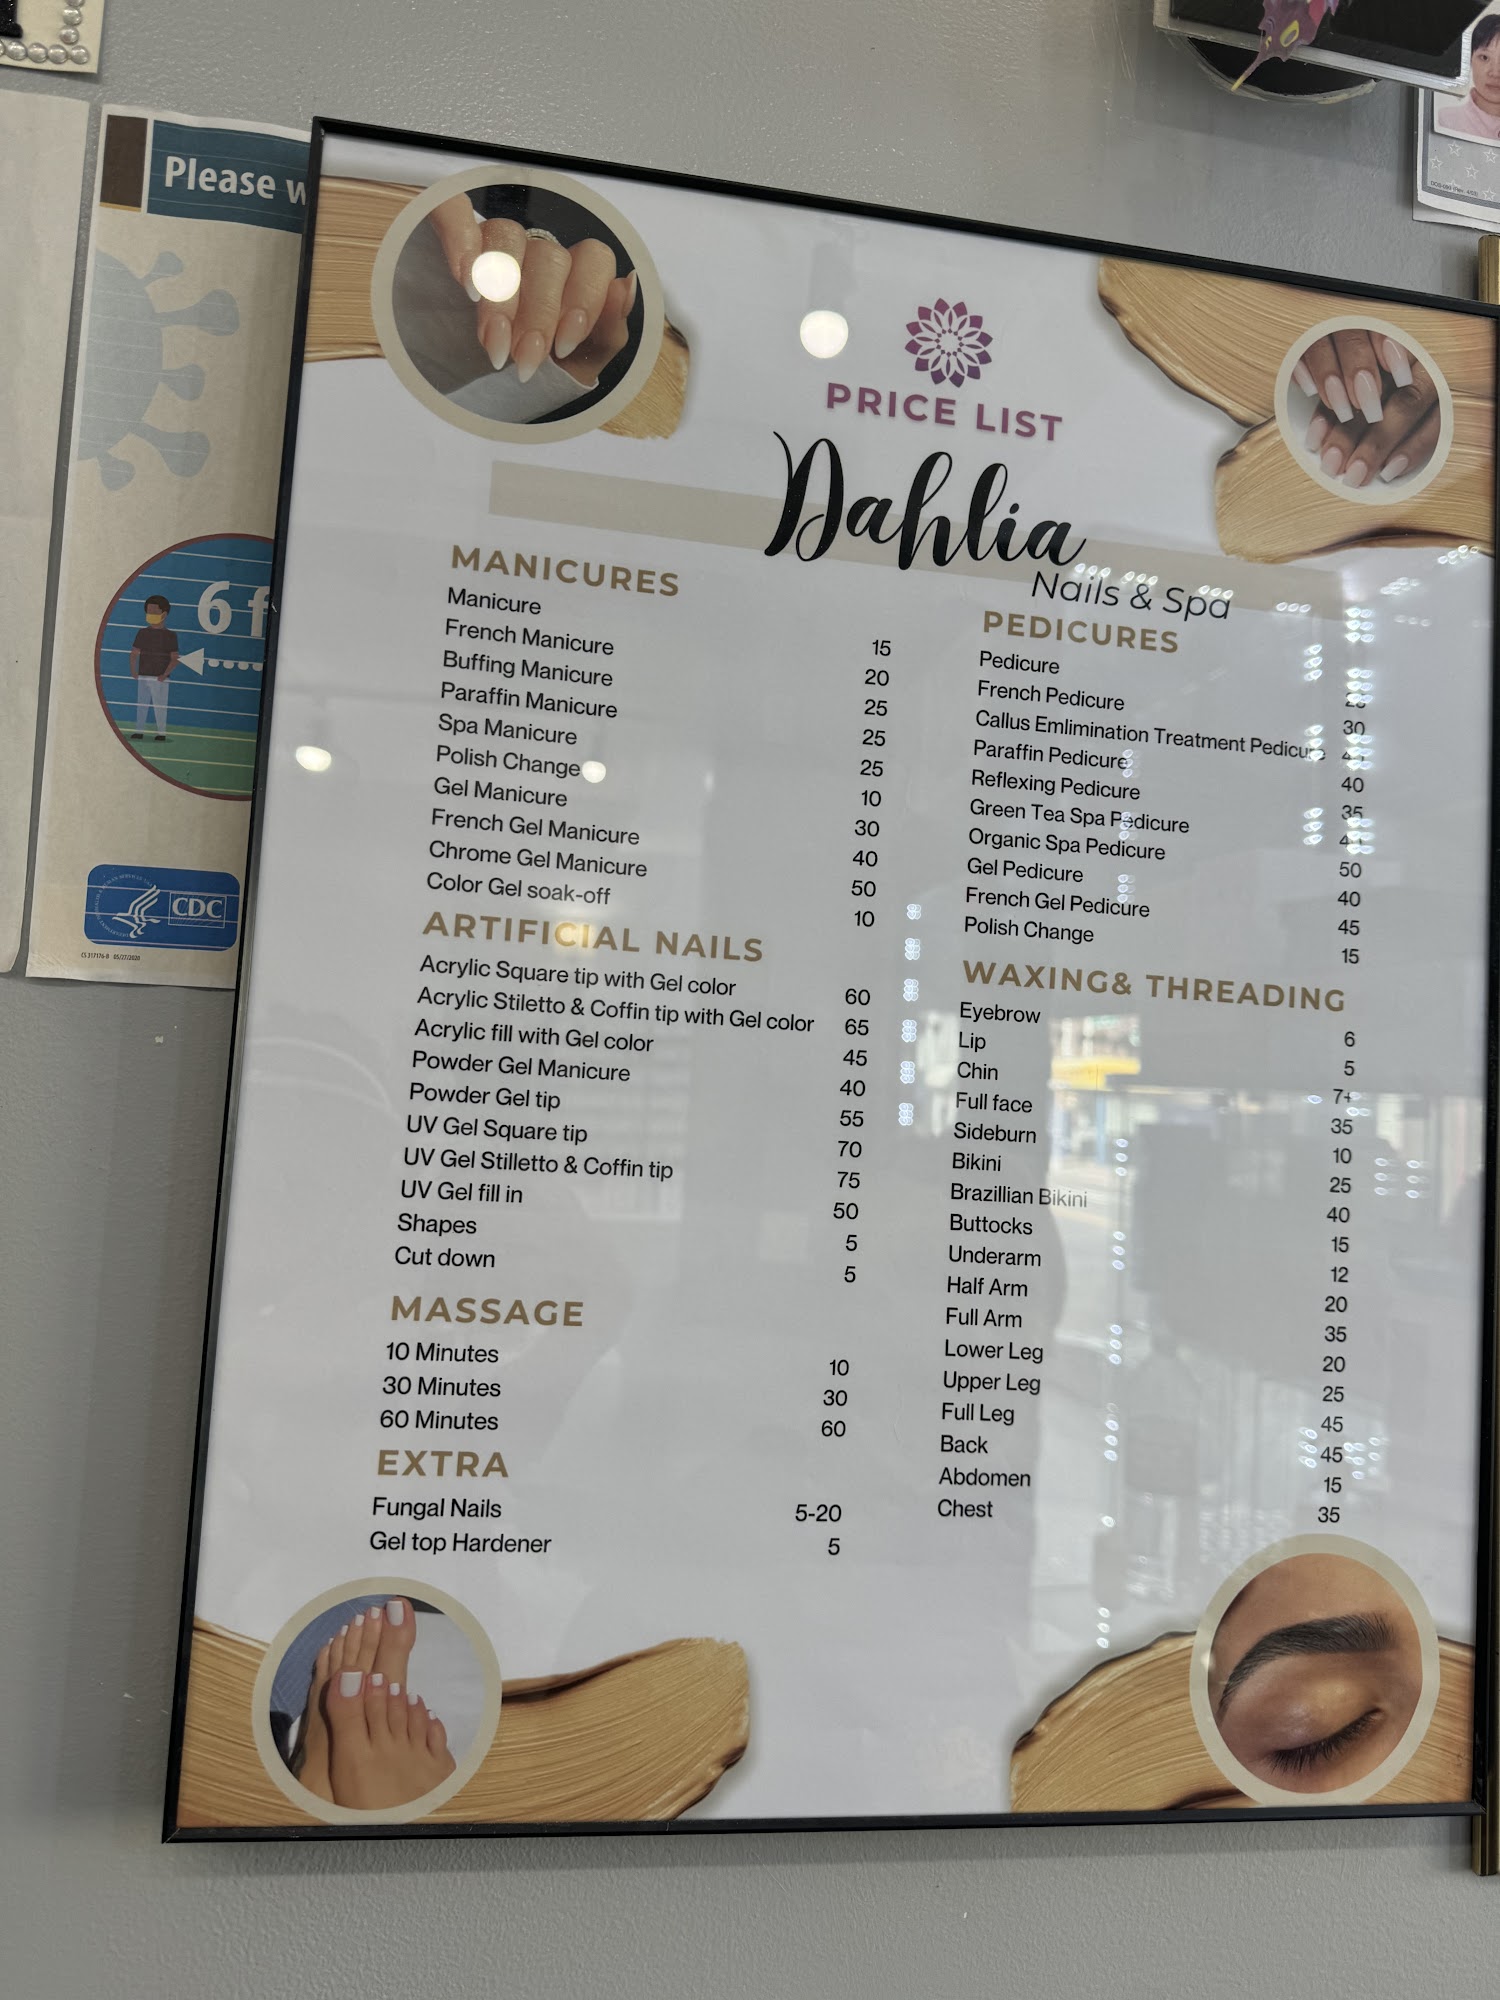 Please
6 f
CDC
CS 317176-B 05/27/2020
PRICE LIST
Dahlia
Nails & Spa
MANICURES
Manicure 15
French Manicure 20
Buffing Manicure 25
Paraffin Manicure 25
Spa Manicure 25
Polish Change 10
Gel Manicure 30
French Gel Manicure 40
Chrome Gel Manicure 50
Color Gel soak-off 10
ARTIFICIAL NAILS
Acrylic Square tip with Gel color 60
Acrylic Stiletto & Coffin tip with Gel color 65
Acrylic fill with Gel color 45
Powder Gel Manicure 40
Powder Gel tip 55
UV Gel Square tip 70
UV Gel Stilletto & Coffin tip 75
UV Gel fill in 50
Shapes 5
Cut down 5
MASSAGE
10 Minutes 10
30 Minutes 30
60 Minutes 60
EXTRA
Fungal Nails 5-20
Gel top Hardener 5
PEDICURES
Pedicure
French Pedicure 30
Callus Emlimination Treatment Pedicure
Paraffin Pedicure 40
Reflexing Pedicure 35
Green Tea Spa Pedicure
Organic Spa Pedicure 50
Gel Pedicure 40
French Gel Pedicure 45
Polish Change 15
WAXING& THREADING
Eyebrow 6
Lip 5
Chin 7+
Full face 35
Sideburn 10
Bikini 25
Brazillian Bikini 40
Buttocks 15
Underarm 12
Half Arm 20
Full Arm 35
Lower Leg 20
Upper Leg 25
Full Leg 45
Back 45
Abdomen 15
Chest 35